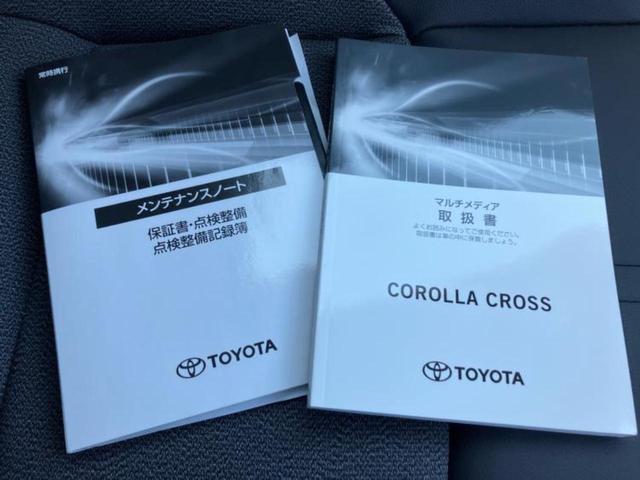 常時携行
メンテナンスノート
保証書・点検整備
点検整備記録簿
TOYOTA
マルチメディア
取扱書
よくお読みになってご使用ください。
取扱書は車の中に保管しましょう。
COROLLA CROSS
TOYOTA